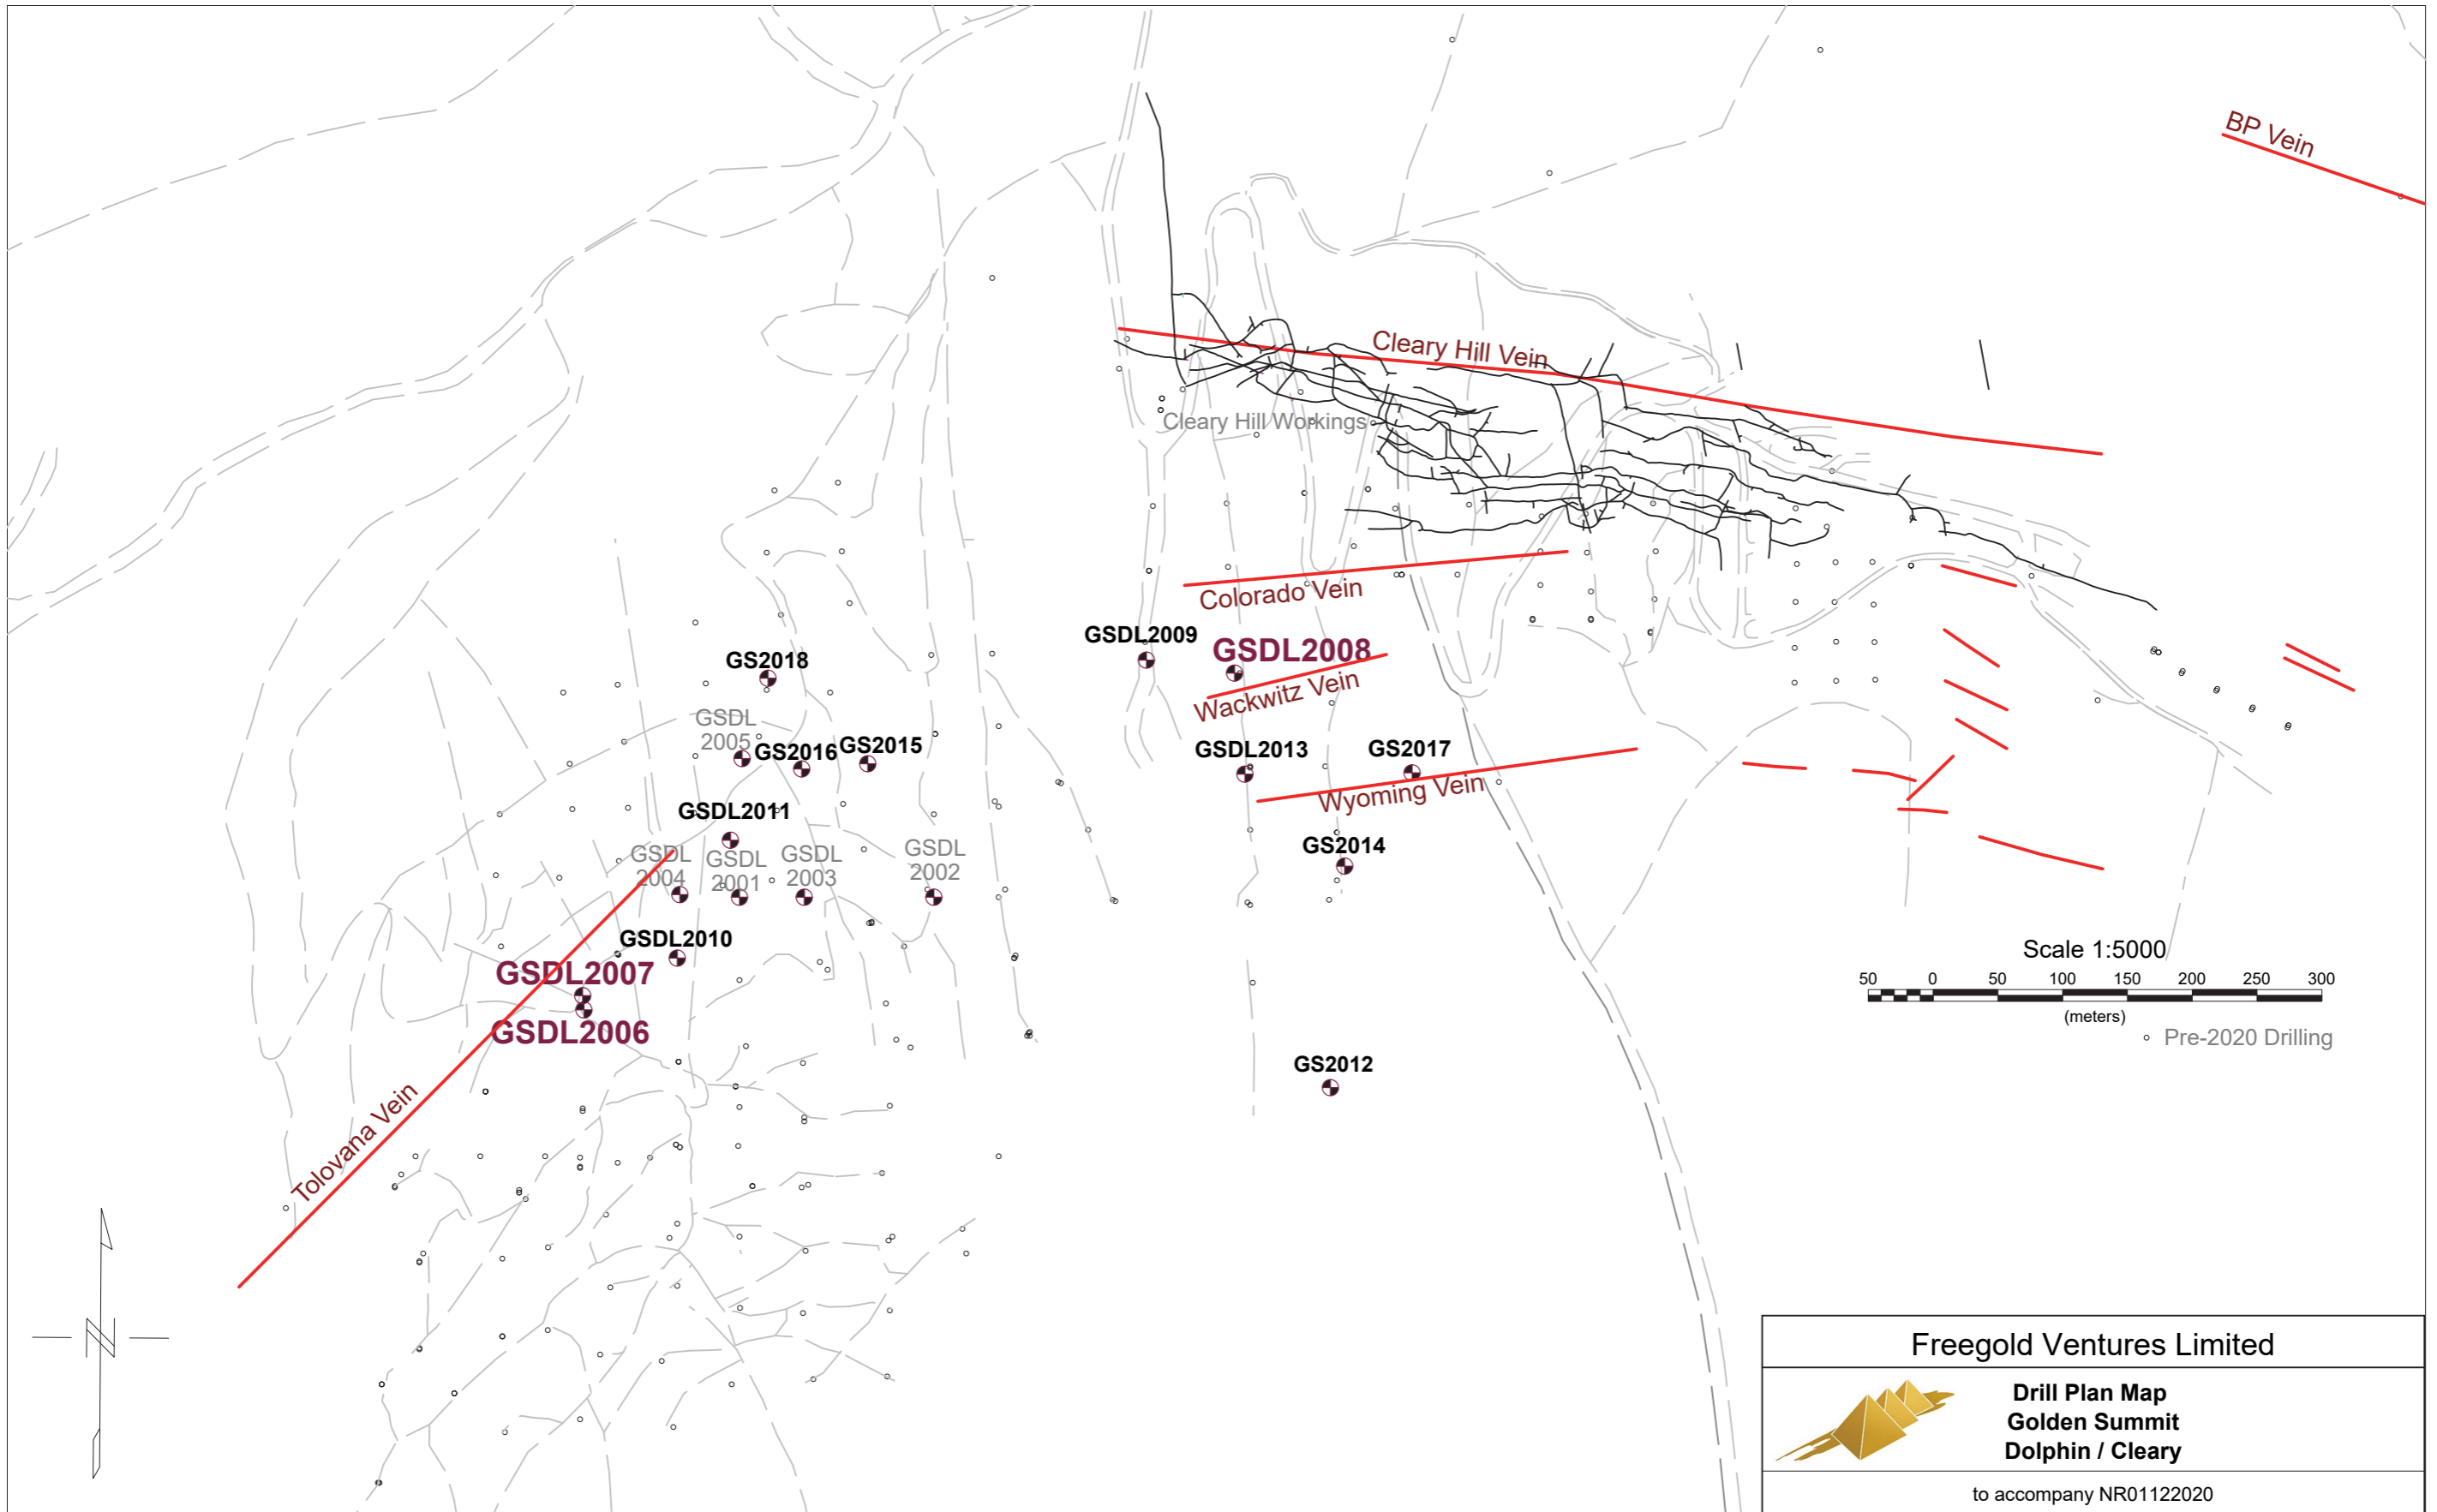 BP Vein
Cleary Hill Vein
Cleary Hill Workings
Colorado Vein
GSDL2009
GSDL2008
GS2018
Wackwitz Vein
GSDL
2005
GS2016
GS2015
GSDL2013
GS2017
Wyoming Vein
GSDL2011
GSDL
2004
GSDL
2001
GSDL
2003
GSDL
2002
GS2014
GSDL2010
GSDL2007
GSDL2006
GS2012
Tolovana Vein
Scale 1:5000
50 0 50 100 150 200 250 300
(meters)
Pre-2020 Drilling
N
Freegold Ventures Limited
Drill Plan Map
Golden Summit
Dolphin / Cleary
to accompany NR01122020